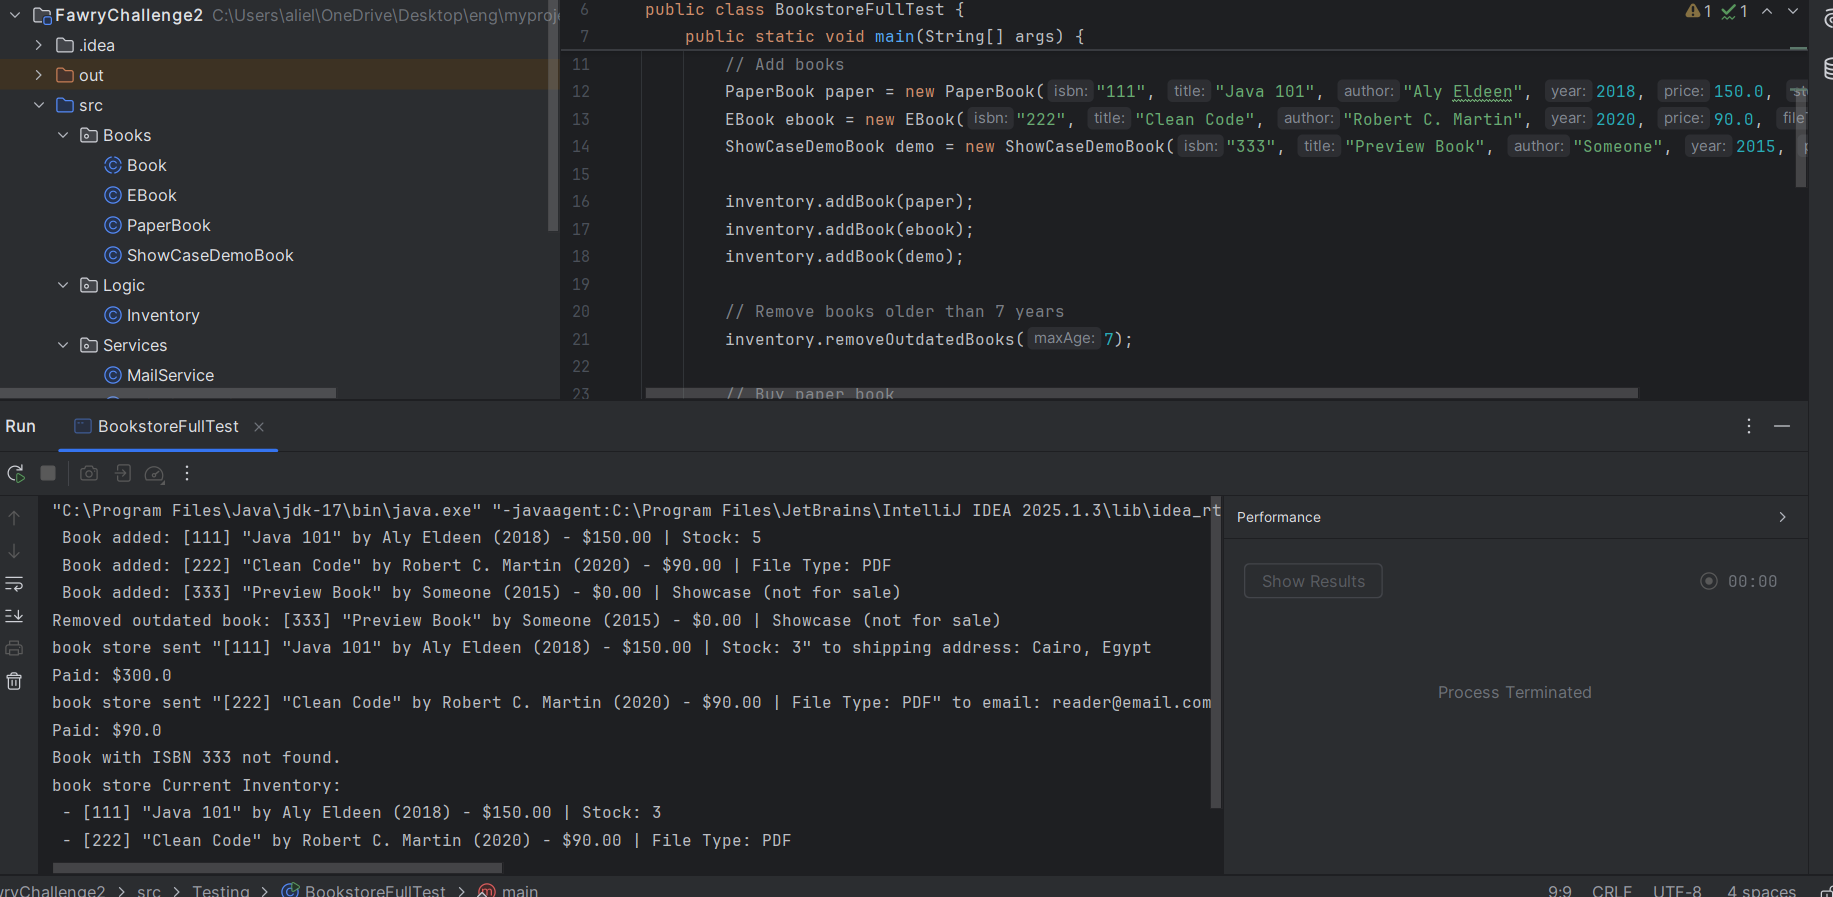 FawryChallenge2 C:\Users\aliel\OneDrive\Desktop\eng\myproje
.idea
out
src
Books
Book
EBook
PaperBook
ShowCaseDemoBook
Logic
Inventory
Services
MailService
6 public class BookstoreFullTest {
1 1
7 public static void main(String[] args) {
11 // Add books
12 PaperBook paper = new PaperBook( isbn: "111", title: "Java 101", author: "Aly Eldeen", year: 2018, price: 150.0,
13 EBook ebook = new EBook( isbn: "222", title: "Clean Code", author: "Robert C. Martin", year: 2020, price: 90.0, file
14 ShowCaseDemoBook demo = new ShowCaseDemoBook( isbn: "333", title: "Preview Book", author: "Someone", year: 2015,
15
16 inventory.addBook(paper);
17 inventory.addBook(ebook);
18 inventory.addBook(demo);
19
20 // Remove books older than 7 years
21 inventory.removeOutdatedBooks( maxAge: 7);
22
23 // Buy paper book
Run BookstoreFullTest
"C:\Program Files\Java\jdk-17\bin\java.exe" "-javaagent:C:\Program Files\JetBrains\IntelliJ IDEA 2025.1.3\lib\idea_rt
Book added: [111] "Java 101" by Aly Eldeen (2018) - $150.00 | Stock: 5
Book added: [222] "Clean Code" by Robert C. Martin (2020) - $90.00 | File Type: PDF
Book added: [333] "Preview Book" by Someone (2015) - $0.00 | Showcase (not for sale)
Removed outdated book: [333] "Preview Book" by Someone (2015) - $0.00 | Showcase (not for sale)
book store sent "[111] "Java 101" by Aly Eldeen (2018) - $150.00 | Stock: 3" to shipping address: Cairo, Egypt
Paid: $300.0
book store sent "[222] "Clean Code" by Robert C. Martin (2020) - $90.00 | File Type: PDF" to email: reader@email.com
Paid: $90.0
Book with ISBN 333 not found.
book store Current Inventory:
- [111] "Java 101" by Aly Eldeen (2018) - $150.00 | Stock: 3
- [222] "Clean Code" by Robert C. Martin (2020) - $90.00 | File Type: PDF
Performance
Show Results 00:00
Process Terminated
wryChallenge2 > src > Testing > BookstoreFullTest > main
9:9 CRLF UTF-8 4 spaces